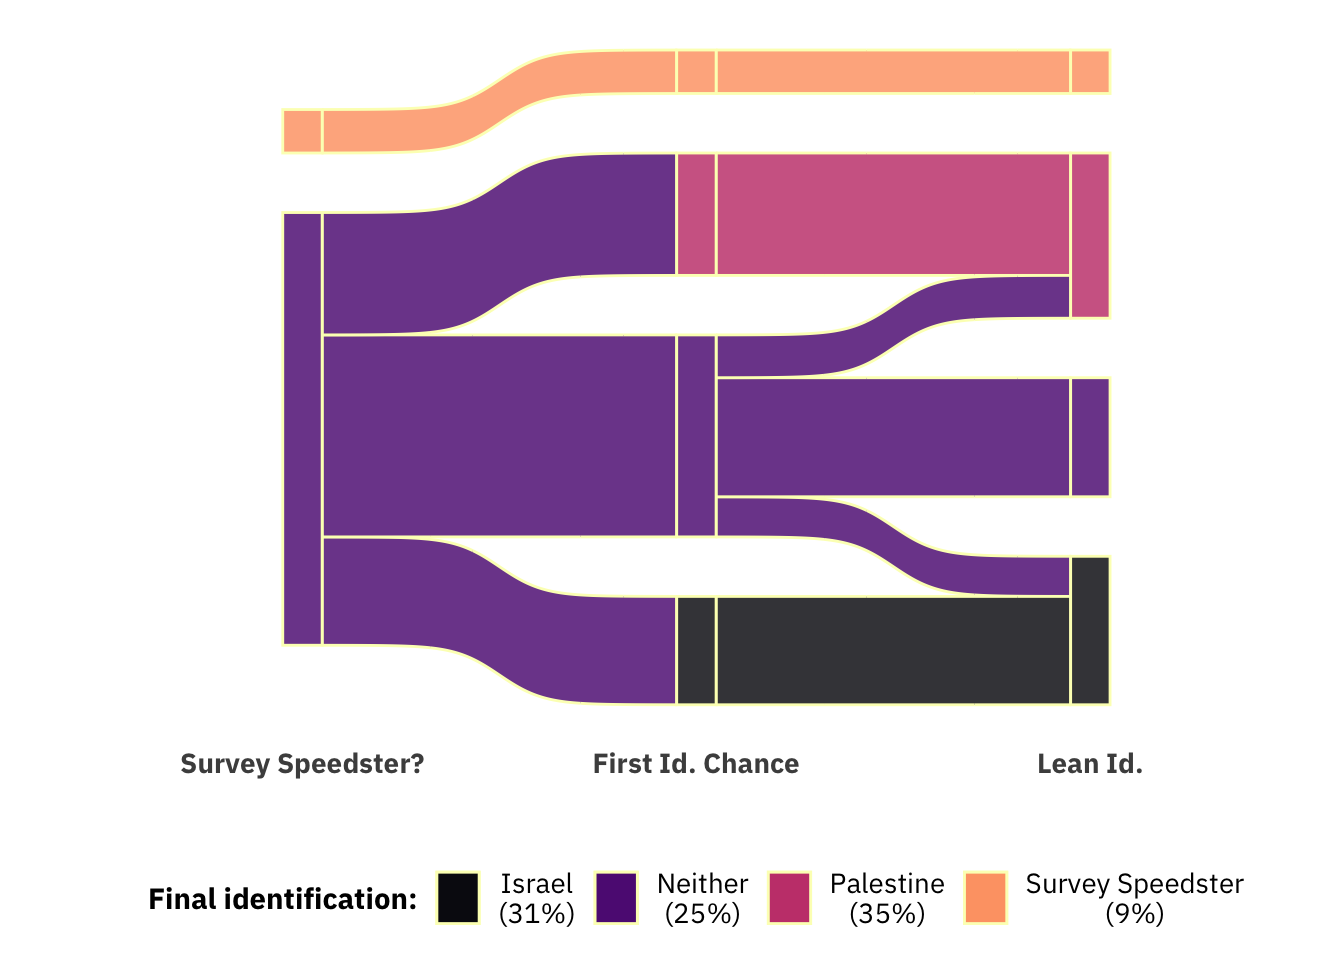 Survey Speedster? First Id. Chance Lean Id.
Final identification: Israel Neither Palestine Survey Speedster
(31%) (25%) (35%) (9%)